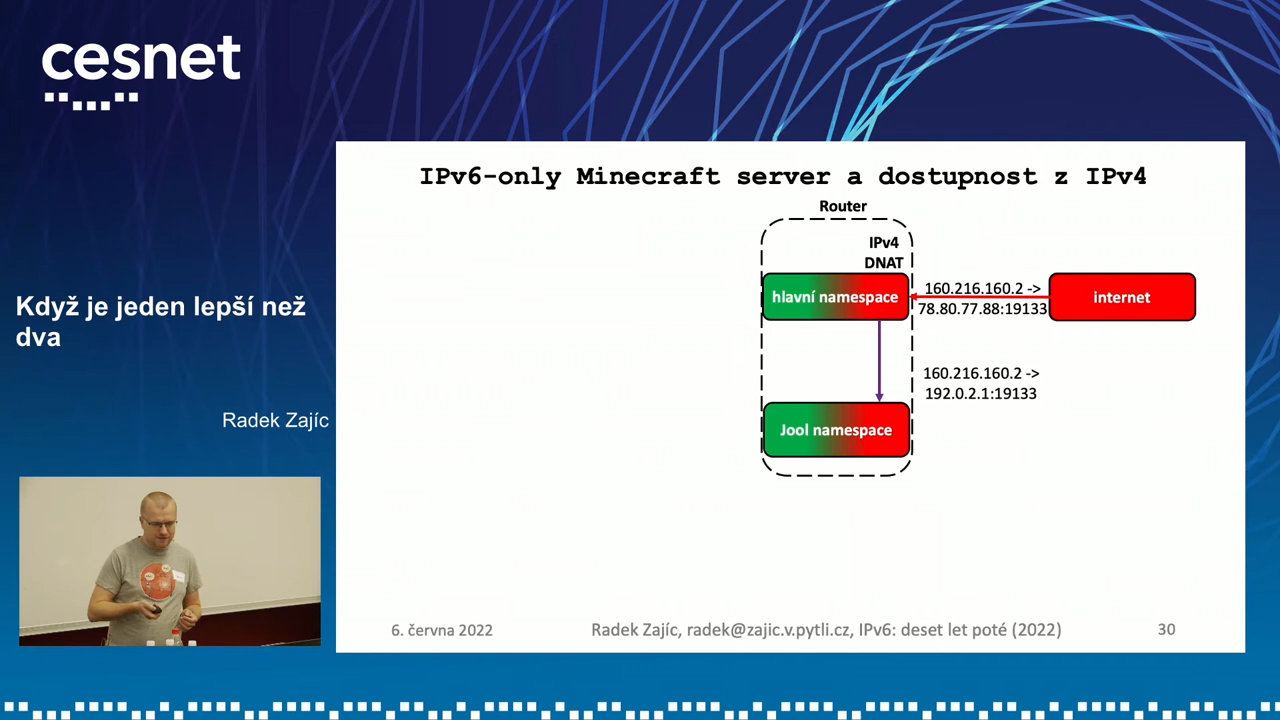 cesnet
Když je jeden lepší než
dva
Radek Zajíc
IPv6-only Minecraft server a dostupnost z IPv4
Router
IPv4
DNAT
hlavní namespace
160.216.160.2 ->
78.80.77.88:19133
internet
160.216.160.2 ->
192.0.2.1:19133
Jool namespace
6. června 2022
Radek Zajíc, radek@zajic.v.pytli.cz, IPv6: deset let poté (2022)
30